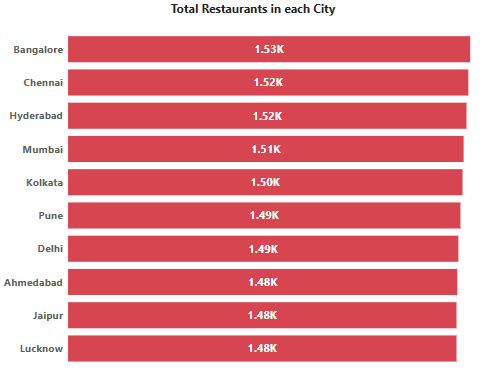 Total Restaurants in each City
Bangalore 1.53K
Chennai 1.52K
Hyderabad 1.52K
Mumbai 1.51K
Kolkata 1.50K
Pune 1.49K
Delhi 1.49K
Ahmedabad 1.48K
Jaipur 1.48K
Lucknow 1.48K